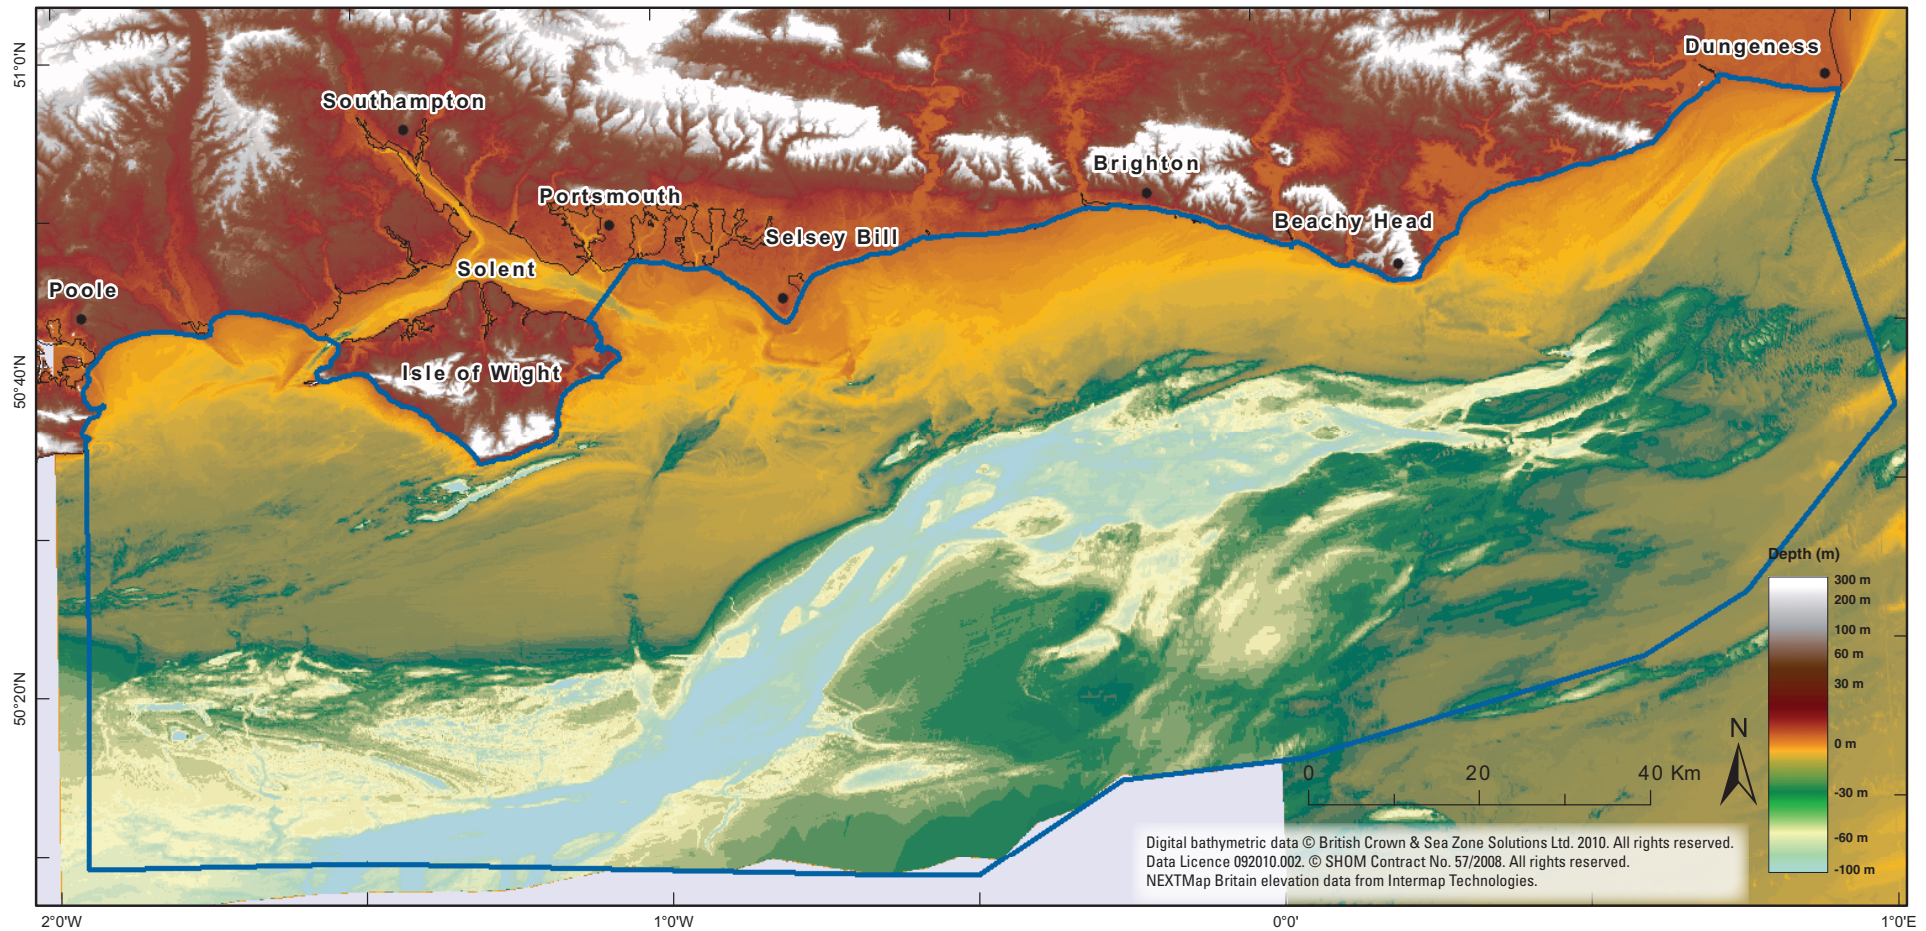 Dungeness
Southampton
Brighton
Portsmouth
Beachy Head
Selsey Bill
Solent
Poole
Isle of Wight
51°0'N
50°40'N
50°20'N
Depth (m)
300 m
200 m
100 m
60 m
30 m
0 m
-30 m
-60 m
-100 m
N
0 20 40 Km
Digital bathymetric data © British Crown & Sea Zone Solutions Ltd. 2010. All rights reserved.
Data Licence 092010.002. © SHOM Contract No. 57/2008. All rights reserved.
NEXTMap Britain elevation data from Intermap Technologies.
2°0'W 1°0'W 0°0' 1°0'E